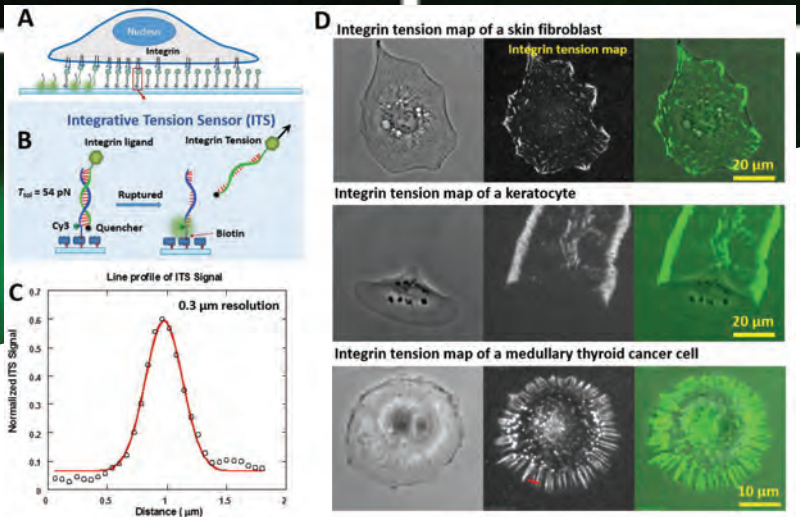 A
Nucleus
Integrin
B
Integrative Tension Sensor (ITS)
Integrin ligand
Integrin Tension
Ttol = 54 pN
Ruptured
Cy3
Quencher
Biotin
C
Line profile of ITS Signal
0.3 µm resolution
Normalized ITS Signal
0.7
0.6
0.5
0.4
0.3
0.2
0.1
0
0
0.5
1
1.5
2
Distance ( µm)
D
Integrin tension map of a skin fibroblast
Integrin tension map
20 µm
Integrin tension map of a keratocyte
20 µm
Integrin tension map of a medullary thyroid cancer cell
10 µm